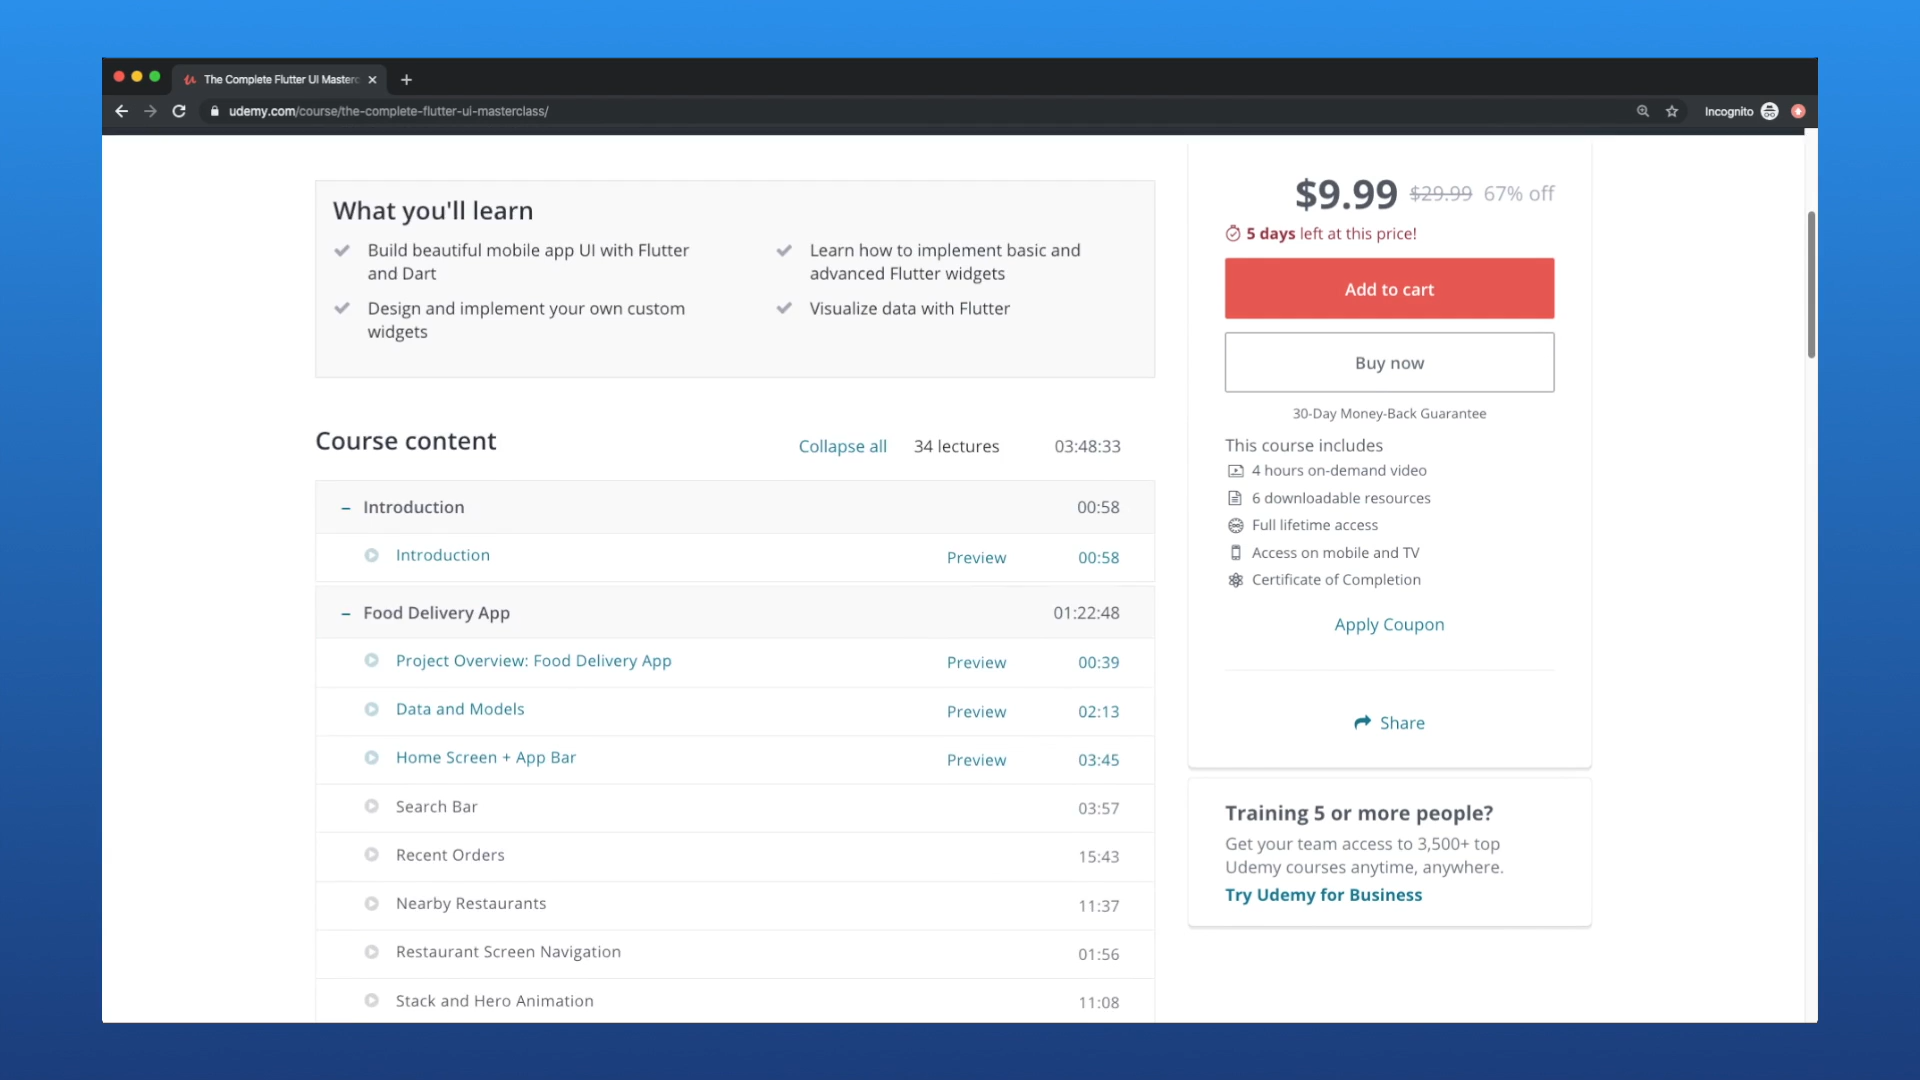 The Complete Flutter UI Masterc
udemy.com/course/the-complete-flutter-ui-masterclass/
Incognito
What you'll learn
Build beautiful mobile app UI with Flutter
and Dart
Design and implement your own custom
widgets
Learn how to implement basic and
advanced Flutter widgets
Visualize data with Flutter
Course content
Collapse all 34 lectures 03:48:33
– Introduction 00:58
Introduction Preview 00:58
– Food Delivery App 01:22:48
Project Overview: Food Delivery App Preview 00:39
Data and Models Preview 02:13
Home Screen + App Bar Preview 03:45
Search Bar 03:57
Recent Orders 15:43
Nearby Restaurants 11:37
Restaurant Screen Navigation 01:56
Stack and Hero Animation 11:08
$9.99 $29.99 67% off
5 days left at this price!
Add to cart
Buy now
30-Day Money-Back Guarantee
This course includes
4 hours on-demand video
6 downloadable resources
Full lifetime access
Access on mobile and TV
Certificate of Completion
Apply Coupon
Share
Training 5 or more people?
Get your team access to 3,500+ top
Udemy courses anytime, anywhere.
Try Udemy for Business